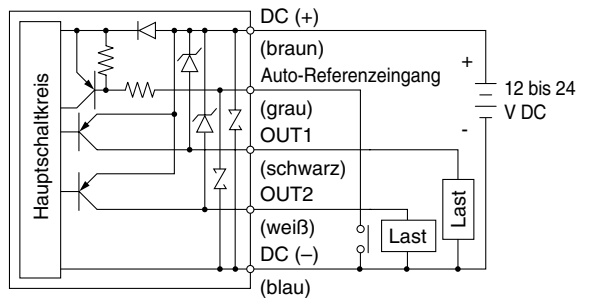 Hauptschaltkreis
DC (+)
(braun)
Auto-Referenzeingang
(grau)
OUT1
(schwarz)
OUT2
(weiß)
DC (–)
(blau)
+
12 bis 24
V DC
-
Last
Last